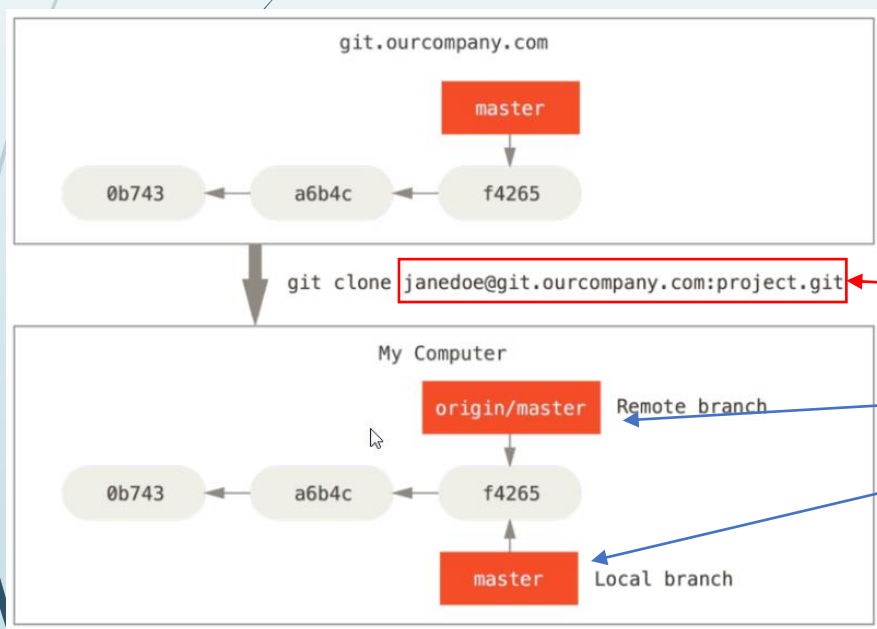 git.ourcompany.com
master
0b743 a6b4c f4265
git clone janedoe@git.ourcompany.com:project.git
My Computer
origin/master Remote branch
0b743 a6b4c f4265
master Local branch